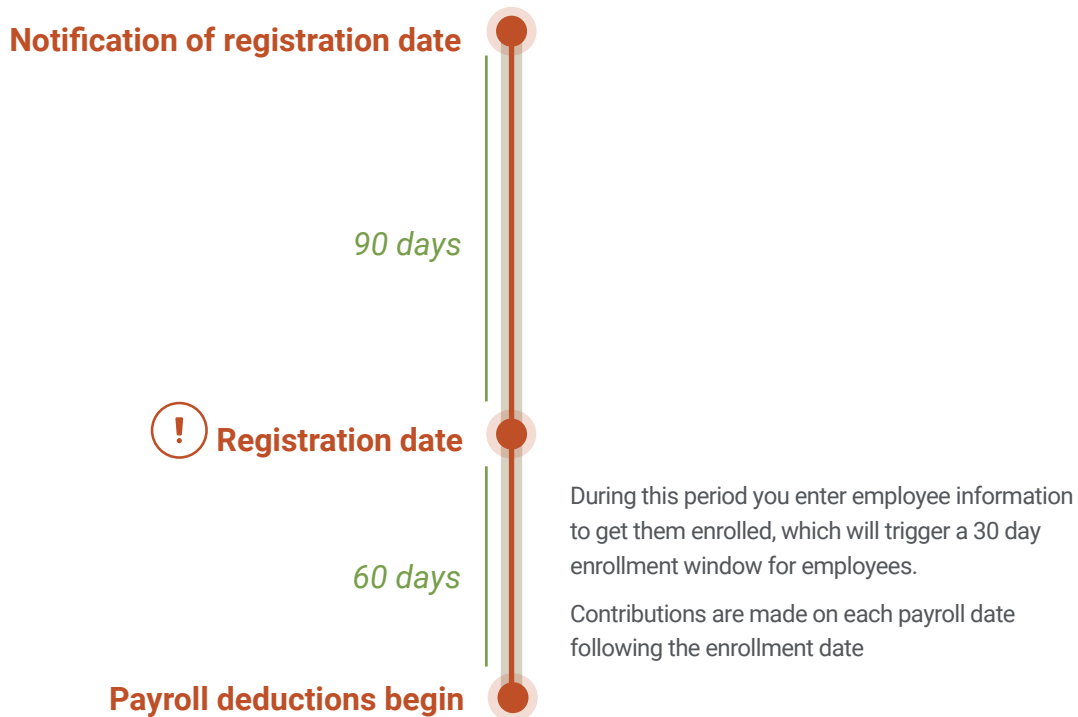 Notification of registration date
90 days
! Registration date
During this period you enter employee information
to get them enrolled, which will trigger a 30 day
enrollment window for employees.
60 days
Contributions are made on each payroll date
following the enrollment date
Payroll deductions begin